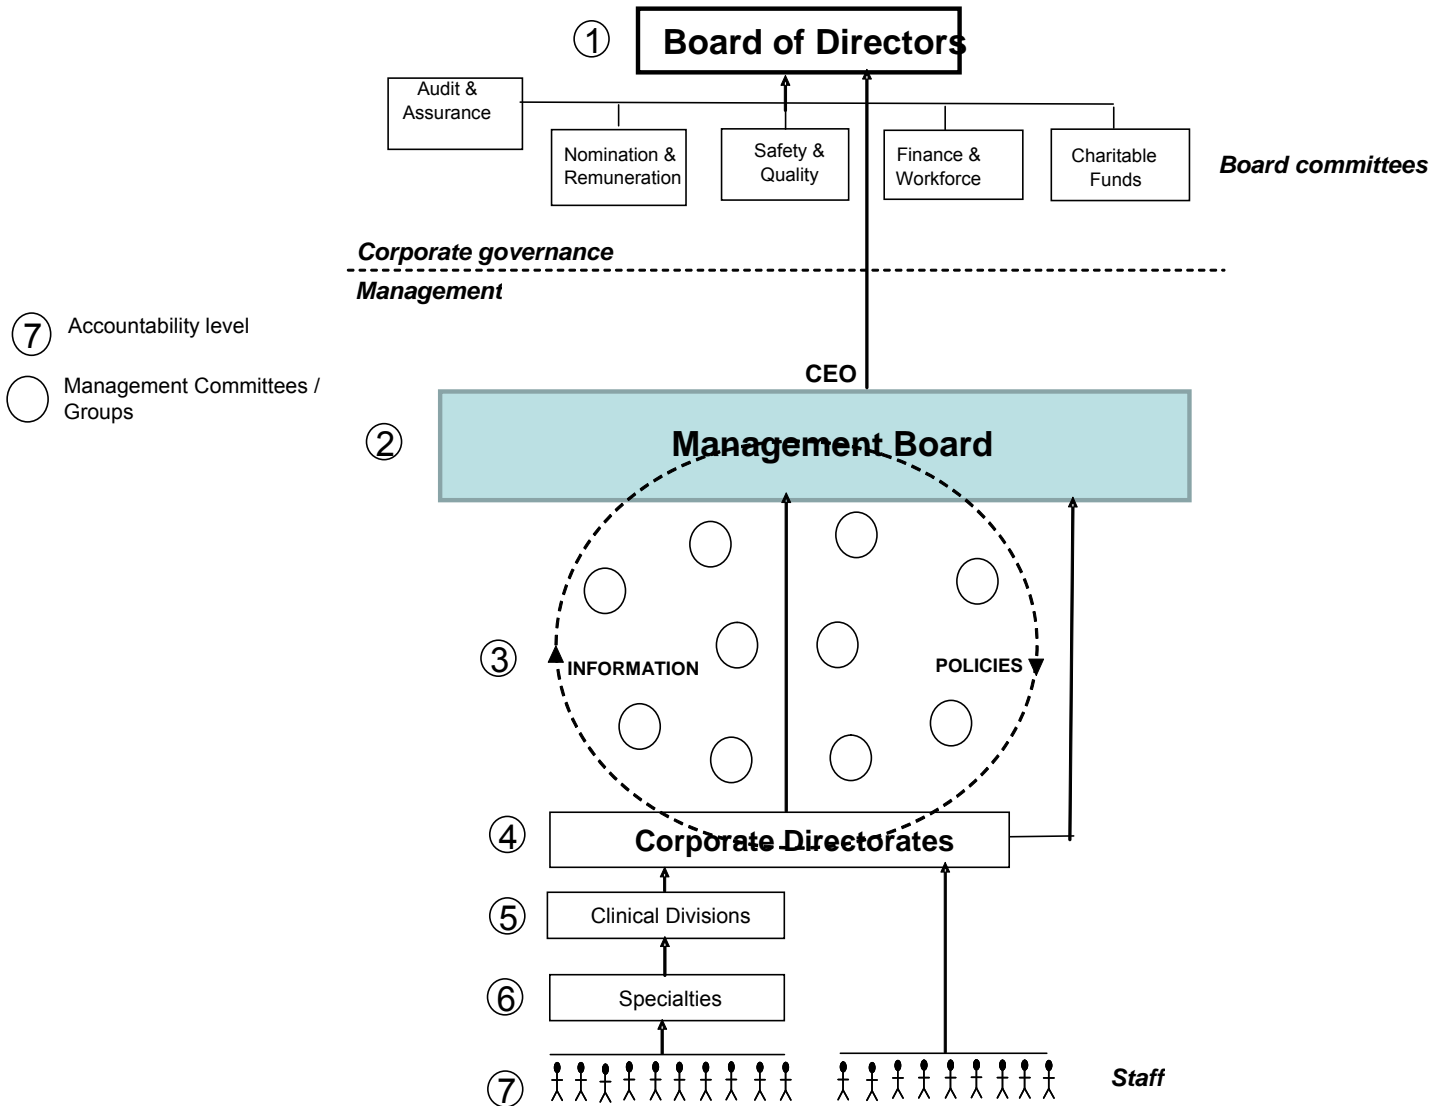 1
Board of Directors
Audit &
Assurance
Nomination &
Remuneration
Safety &
Quality
Finance &
Workforce
Charitable
Funds
Board committees
Corporate governance
Management
7
Accountability level
Management Committees /
Groups
CEO
2
Management Board
3
INFORMATION
POLICIES
4
Corporate Directorates
5
Clinical Divisions
6
Specialties
7
Staff